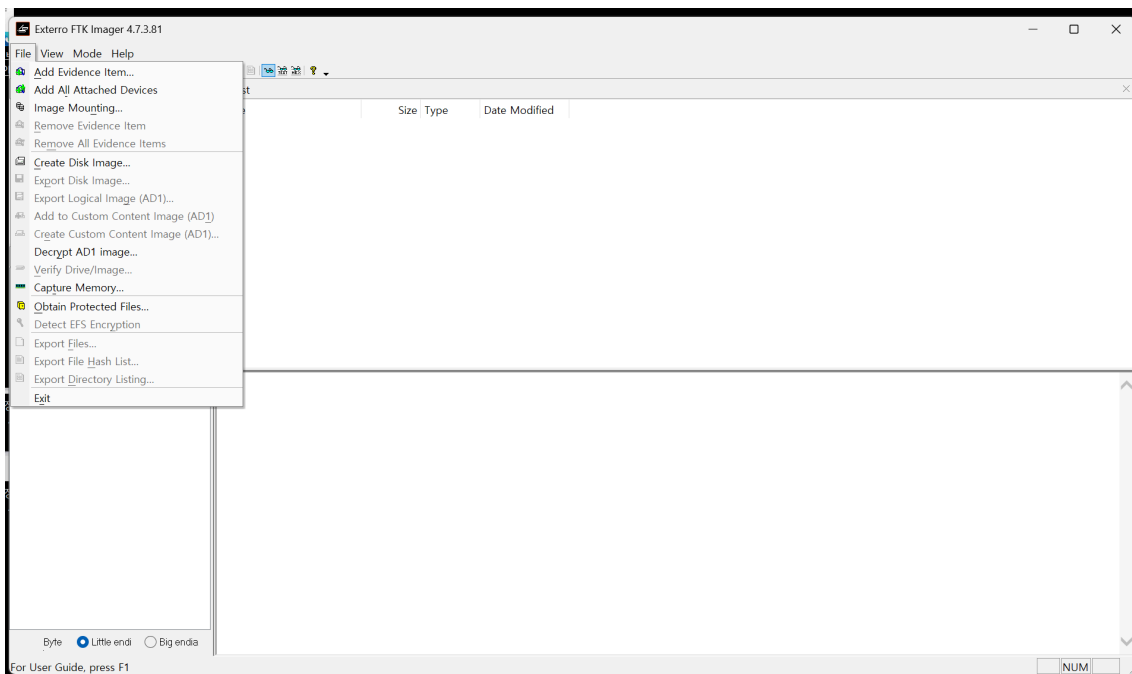 Exterro FTK Imager 4.7.3.81
File View Mode Help
Add Evidence Item...
Add All Attached Devices
st
Image Mounting...
Size Type Date Modified
Remove Evidence Item
Remove All Evidence Items
Create Disk Image...
Export Disk Image...
Export Logical Image (AD1)...
Add to Custom Content Image (AD1)
Create Custom Content Image (AD1)...
Decrypt AD1 image...
Verify Drive/Image...
Capture Memory...
Obtain Protected Files...
Detect EFS Encryption
Export Files...
Export File Hash List...
Export Directory Listing...
Exit
Byte Little endi Big endia
For User Guide, press F1
NUM